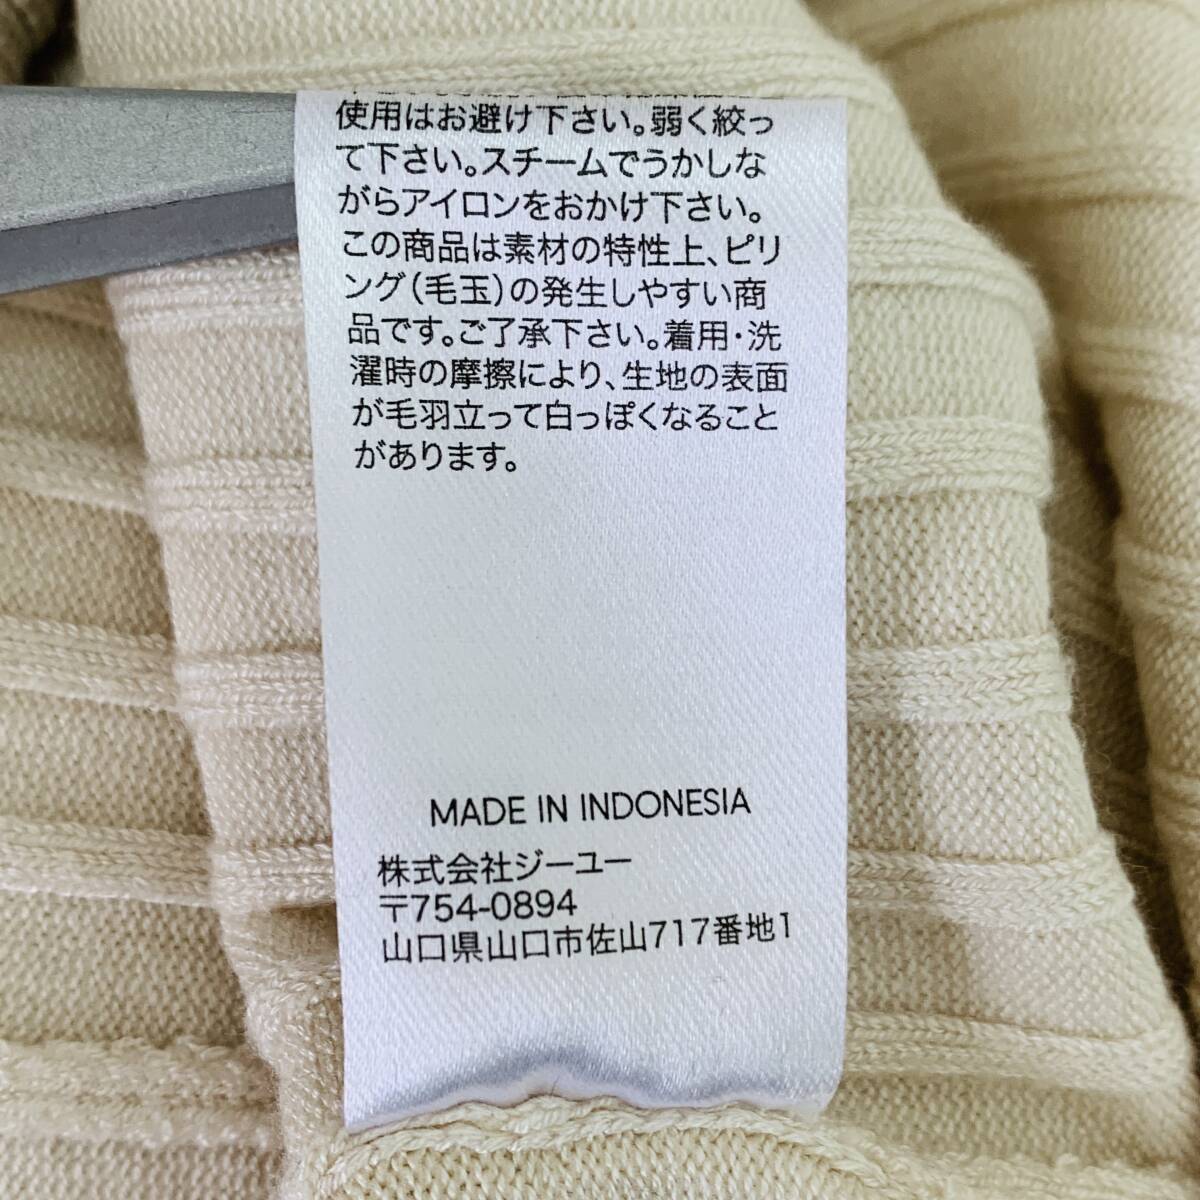 使用はお避け下さい。弱く絞っ
て下さい。スチームでうかしな
がらアイロンをおかけ下さい。
この商品は素材の特性上、ピリ
ング(毛玉)の発生しやすい商
品です。ご了承下さい。着用・洗
濯時の摩擦により、生地の表面
が毛羽立って白っぽくなること
があります。
MADE IN INDONESIA
株式会社ジーユー
〒754-0894
山口県山口市佐山717番地1